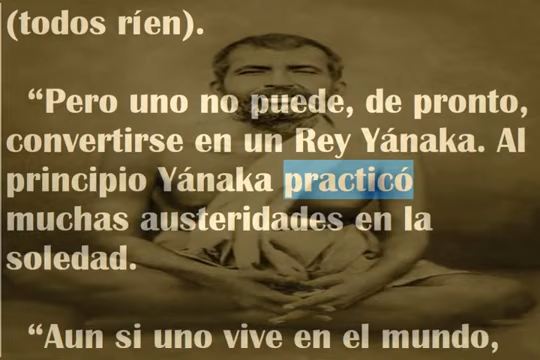 (todos ríen).
“Pero uno no puede, de pronto,
convertirse en un Rey Yánaka. Al
principio Yánaka practicó
muchas austeridades en la
soledad.
“Aun si uno vive en el mundo,